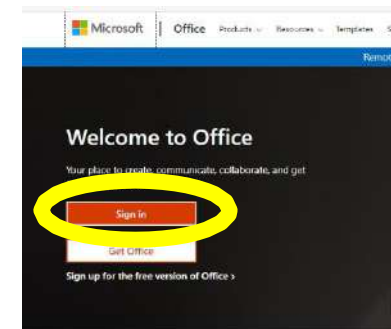 Microsoft | Office Products Resources Templates S
Remot
Welcome to Office
Your place to create, communicate, collaborate, and get
Sign in
Get Office
Sign up for the free version of Office >